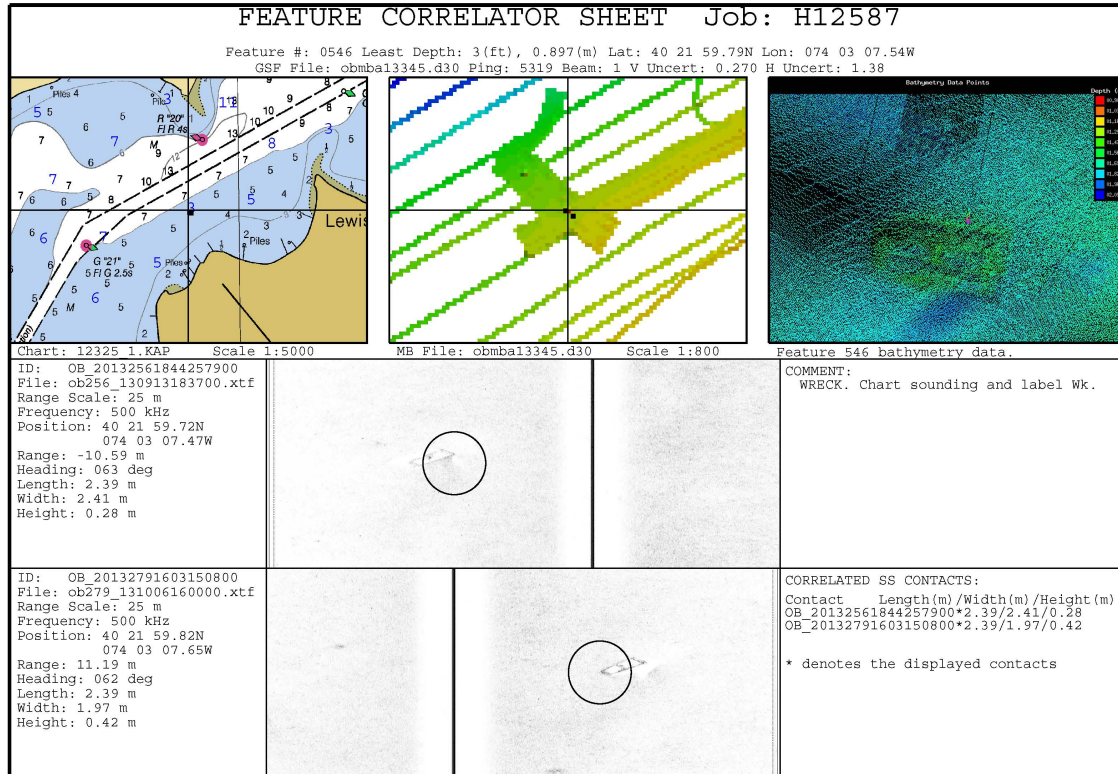 FEATURE CORRELATOR SHEET Job: H12587
Feature #: 0546 Least Depth: 3(ft), 0.897(m) Lat: 40 21 59.79N Lon: 074 03 07.54W
GSF File: obmba13345.d30 Ping: 5319 Beam: 1 V Uncert: 0.270 H Uncert: 1.38
Piles
R "20"
Fl R 4s
M
G "21"
Fl G 2.5s
M
Piles
Piles
Lewis
Bathymetry Data Points
Chart: 12325_1.KAP Scale 1:5000
MB File: obmba13345.d30 Scale 1:800
Feature 546 bathymetry data.
ID: OB_20132561844257900
File: ob256_130913183700.xtf
Range Scale: 25 m
Frequency: 500 kHz
Position: 40 21 59.72N
074 03 07.47W
Range: -10.59 m
Heading: 063 deg
Length: 2.39 m
Width: 2.41 m
Height: 0.28 m
COMMENT:
WRECK. Chart sounding and label Wk.
ID: OB_20132791603150800
File: ob279_131006160000.xtf
Range Scale: 25 m
Frequency: 500 kHz
Position: 40 21 59.82N
074 03 07.65W
Range: 11.19 m
Heading: 062 deg
Length: 2.39 m
Width: 1.97 m
Height: 0.42 m
CORRELATED SS CONTACTS:
Contact Length(m)/Width(m)/Height(m)
OB_20132561844257900*2.39/2.41/0.28
OB_20132791603150800*2.39/1.97/0.42
* denotes the displayed contacts